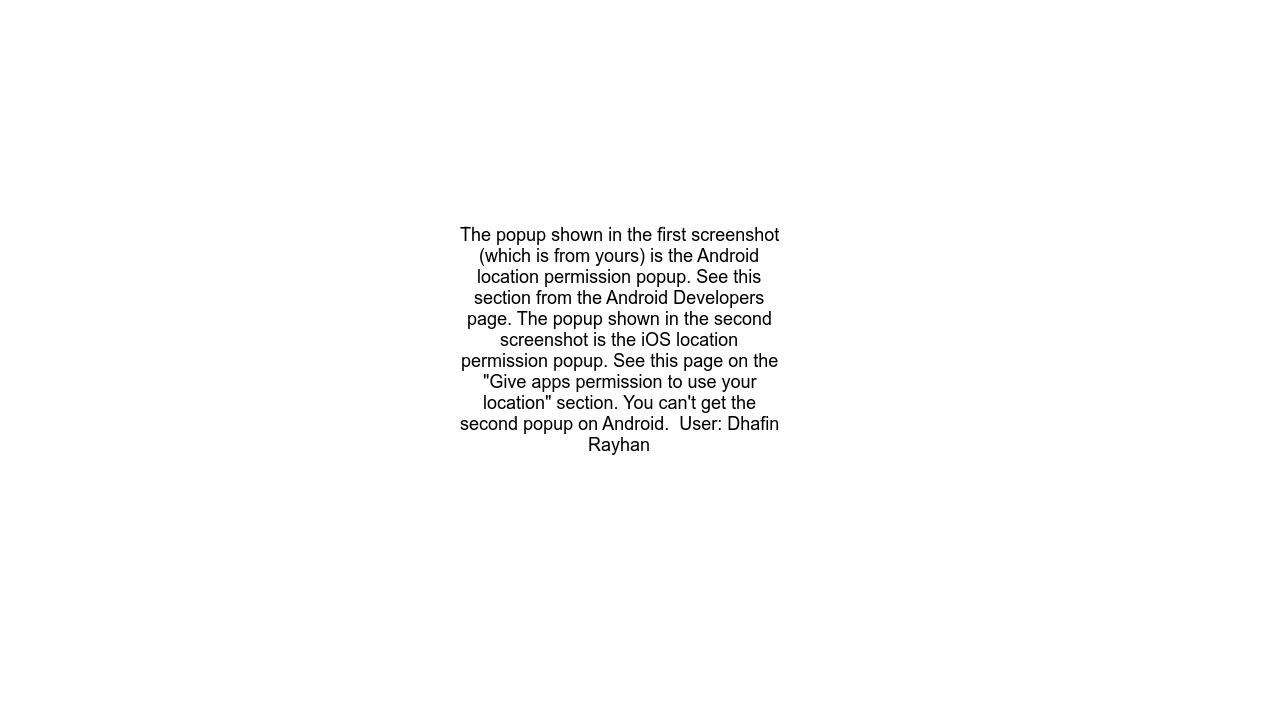 The popup shown in the first screenshot
(which is from yours) is the Android
location permission popup. See this
section from the Android Developers
page. The popup shown in the second
screenshot is the iOS location
permission popup. See this page on the
"Give apps permission to use your
location" section. You can't get the
second popup on Android.  User: Dhafin
Rayhan